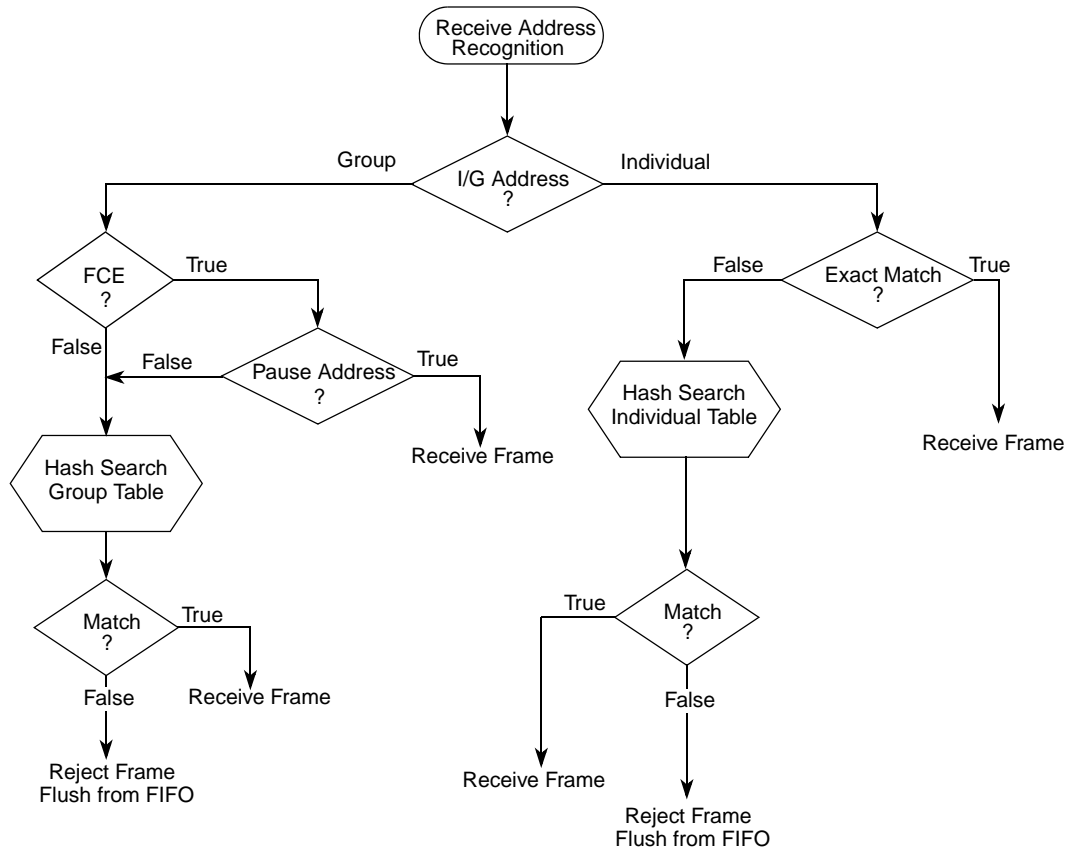 Receive Address
Recognition
Group
I/G Address
?
Individual
FCE
?
True
False
Pause Address
?
False
True
Receive Frame
Hash Search
Group Table
Match
?
True
Receive Frame
False
Reject Frame
Flush from FIFO
Exact Match
?
False
True
Receive Frame
Hash Search
Individual Table
Match
?
True
Receive Frame
False
Reject Frame
Flush from FIFO